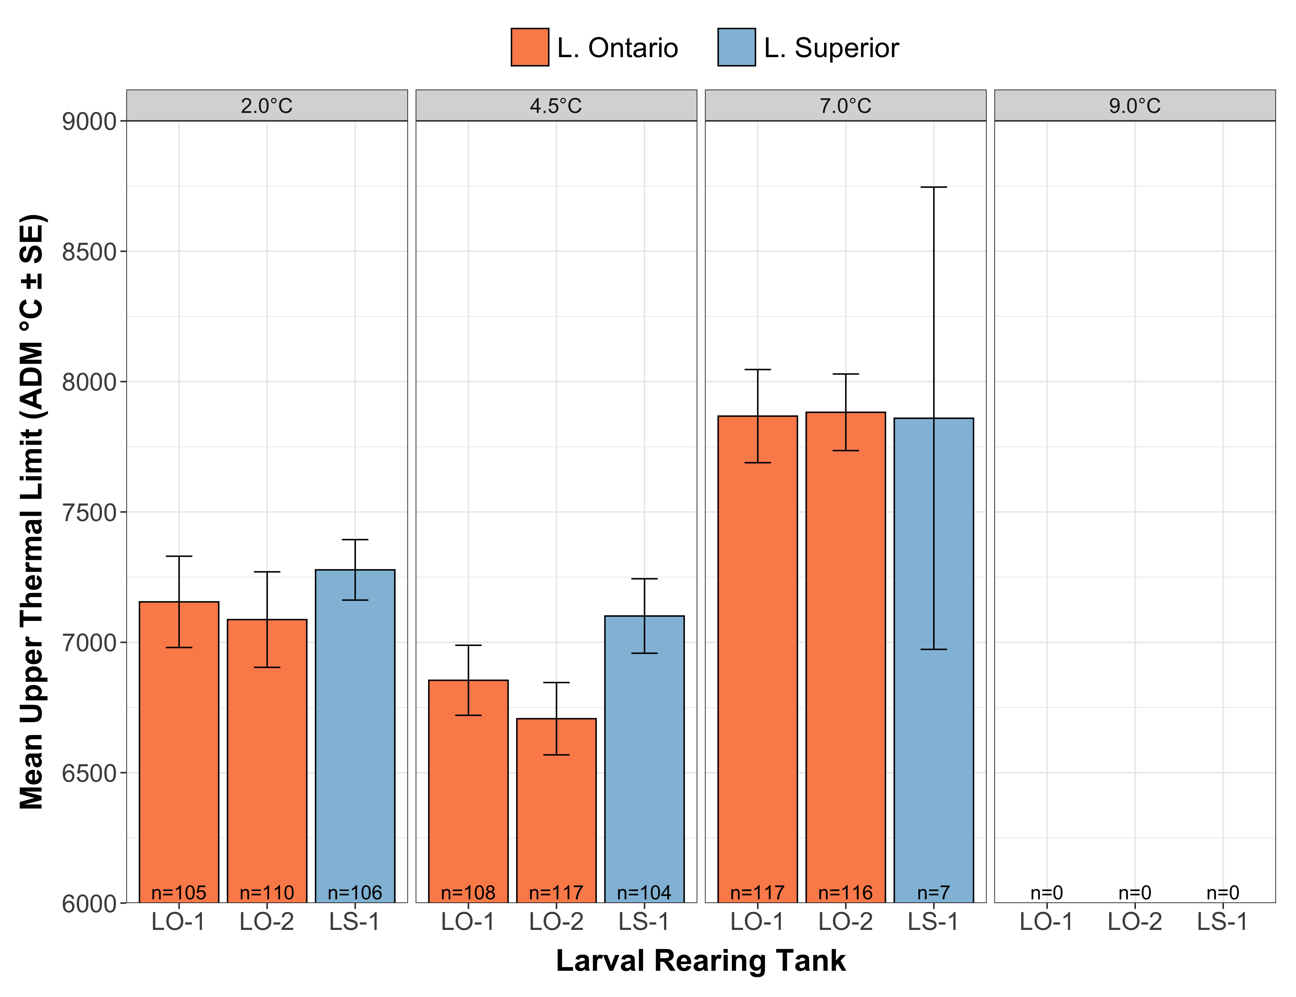 L. Ontario L. Superior
2.0°C 4.5°C 7.0°C 9.0°C
Mean Upper Thermal Limit (ADM °C ± SE)
9000
8500
8000
7500
7000
6500
6000
n=105 n=110 n=106 n=108 n=117 n=104 n=117 n=116 n=7 n=0 n=0 n=0
LO-1 LO-2 LS-1 LO-1 LO-2 LS-1 LO-1 LO-2 LS-1 LO-1 LO-2 LS-1
Larval Rearing Tank